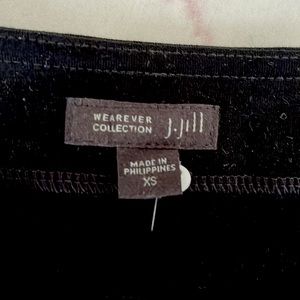 WEAREVER
COLLECTION
J.Jill
MADE IN
PHILIPPINES
XS